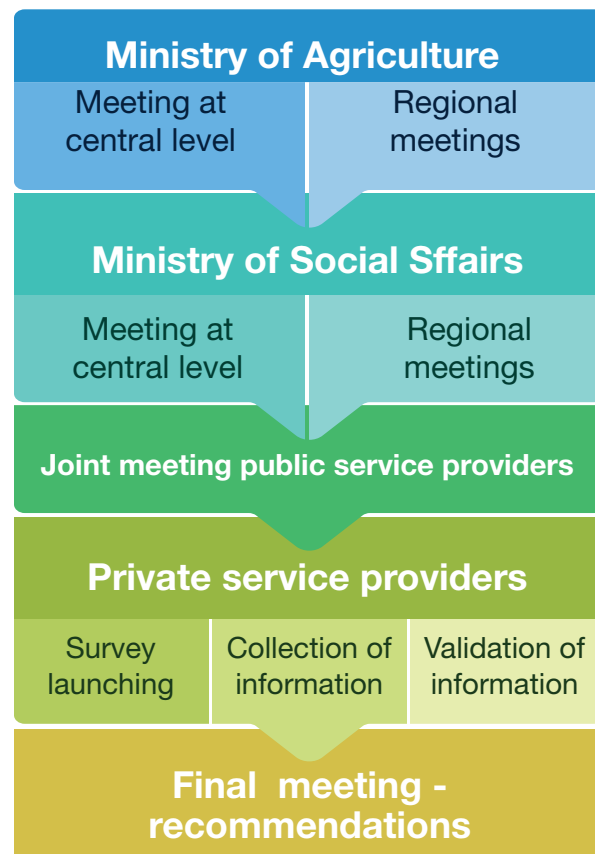 Ministry of Agriculture
Meeting at
central level
Regional
meetings
Ministry of Social Sffairs
Meeting at
central level
Regional
meetings
Joint meeting public service providers
Private service providers
Survey
launching
Collection of
information
Validation of
information
Final meeting -
recommendations